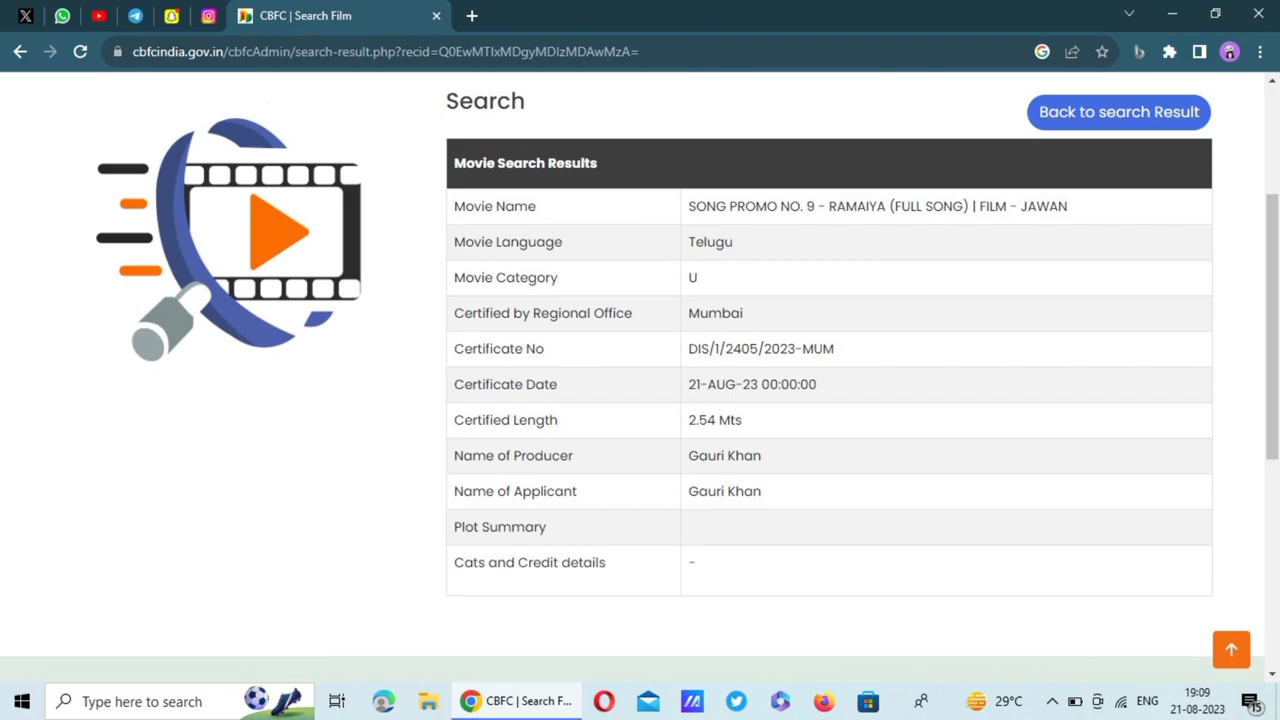 CBFC | Search Film
cbfcindia.gov.in/cbfcAdmin/search-result.php?recid=Q0EwMTIxMDgyMDIzMDAwMzA=
Search
Back to search Result
Movie Search Results
Movie Name SONG PROMO NO. 9 - RAMAIYA (FULL SONG) | FILM - JAWAN
Movie Language Telugu
Movie Category U
Certified by Regional Office Mumbai
Certificate No DIS/1/2405/2023-MUM
Certificate Date 21-AUG-23 00:00:00
Certified Length 2.54 Mts
Name of Producer Gauri Khan
Name of Applicant Gauri Khan
Plot Summary
Cats and Credit details -
Type here to search
CBFC | Search F...
29°C
ENG
19:09
21-08-2023
15